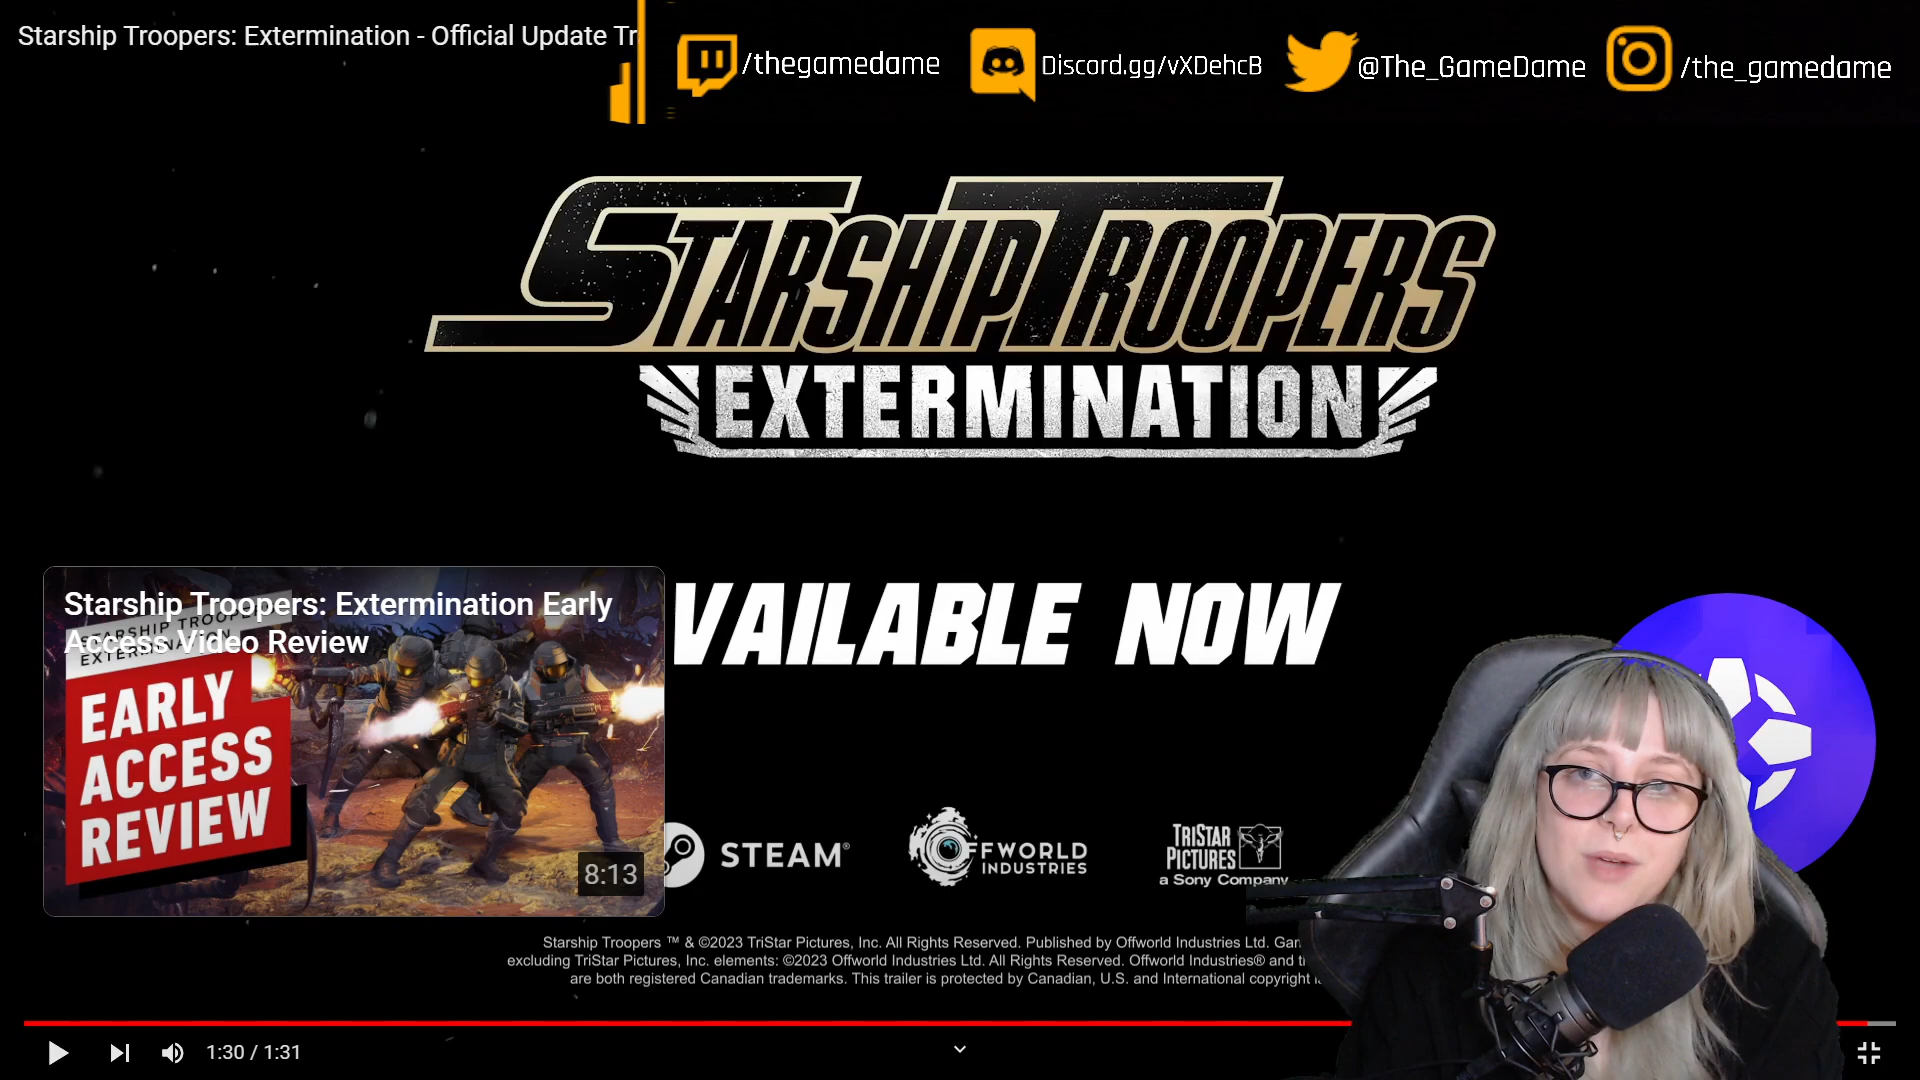 Starship Troopers: Extermination - Official Update Tr
/thegamedame
Discord.gg/vXDehcB
@The_GameDame
/the_gamedame
STARSHIP TROOPERS
EXTERMINATION
VAILABLE NOW
Starship Troopers: Extermination Early
Access Video Review
STARSHIP TROOPE
EXTERMINATION
EARLY
ACCESS
REVIEW
8:13
STEAM®
OFFWORLD
INDUSTRIES
TRISTAR
PICTURES
a Sony Company
Starship Troopers ™ & ©2023 TriStar Pictures, Inc. All Rights Reserved. Published by Offworld Industries Ltd.
excluding TriStar Pictures, Inc. elements: ©2023 Offworld Industries Ltd. All Rights Reserved. Offworld Industries® and
are both registered Canadian trademarks. This trailer is protected by Canadian, U.S. and International copyright
1:30 / 1:31